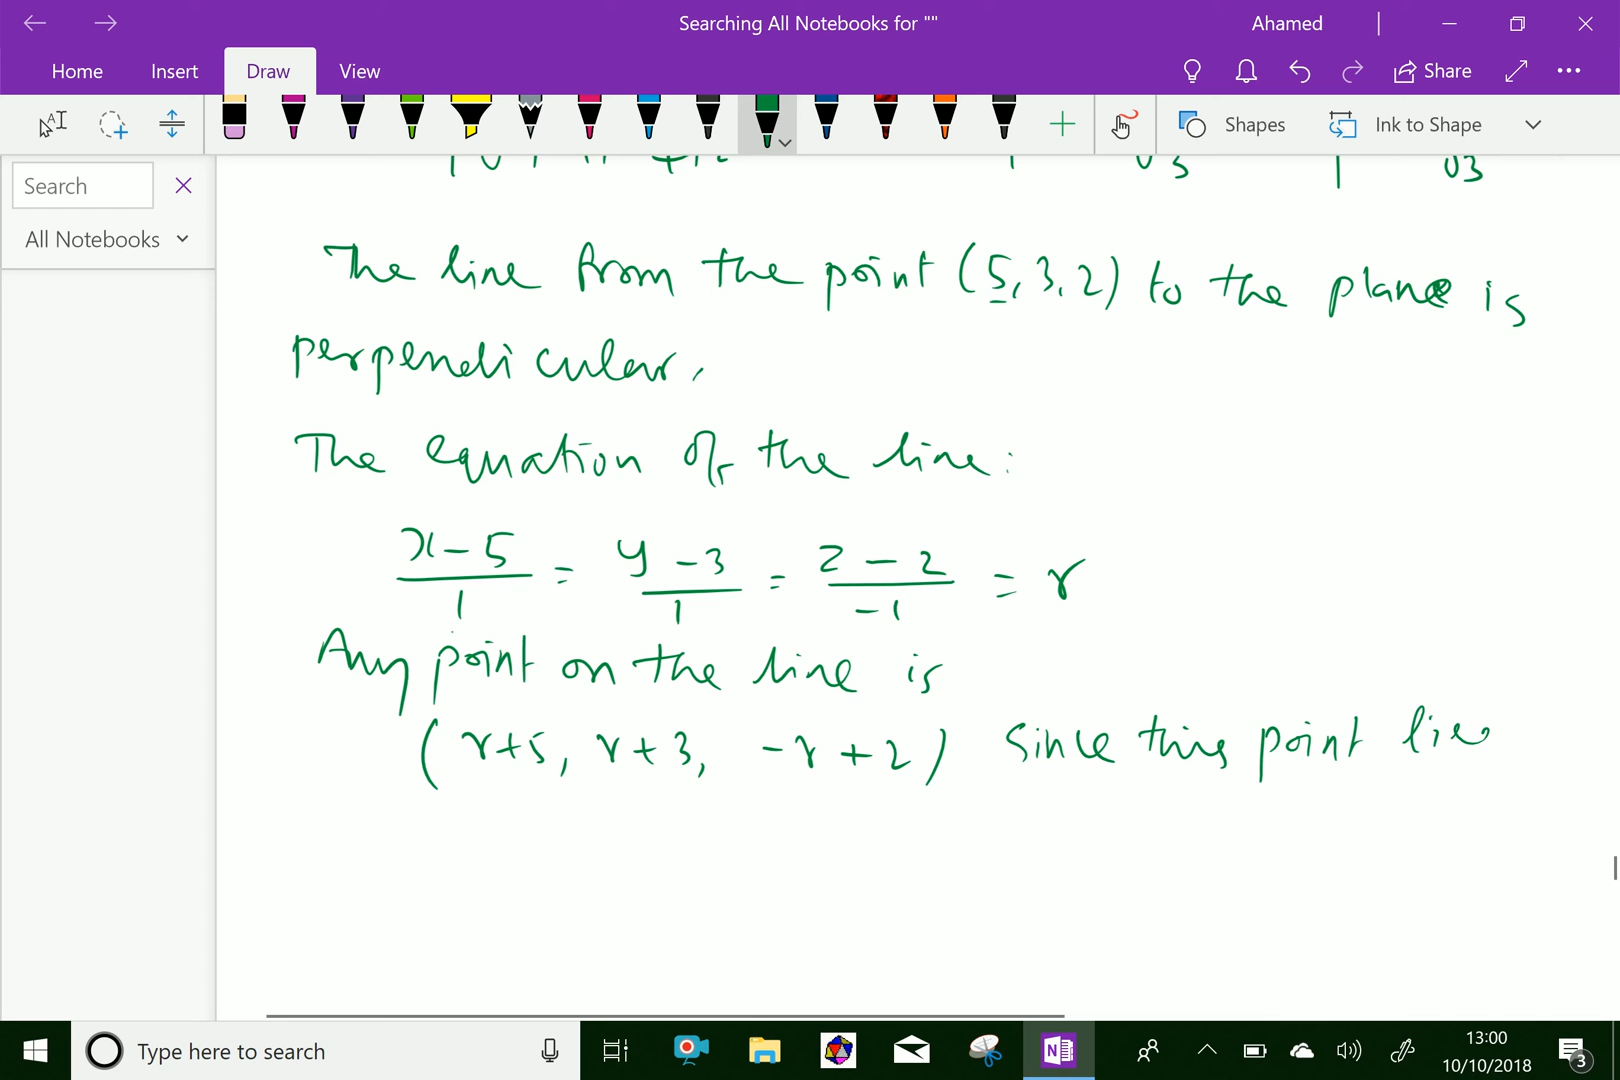 Searching All Notebooks for ""
Ahamed
Home Insert Draw View
Share
Shapes
Ink to Shape
Search
All Notebooks
The line from the point (5, 3, 2) to the plane is
perpendicular.
The equation of the line:
x-5/1 = y-3/1 = z-2/-1 = r
Any point on the line is
(r+5, r+3, -r+2) since this point lies
Type here to search
13:00
10/10/2018
3